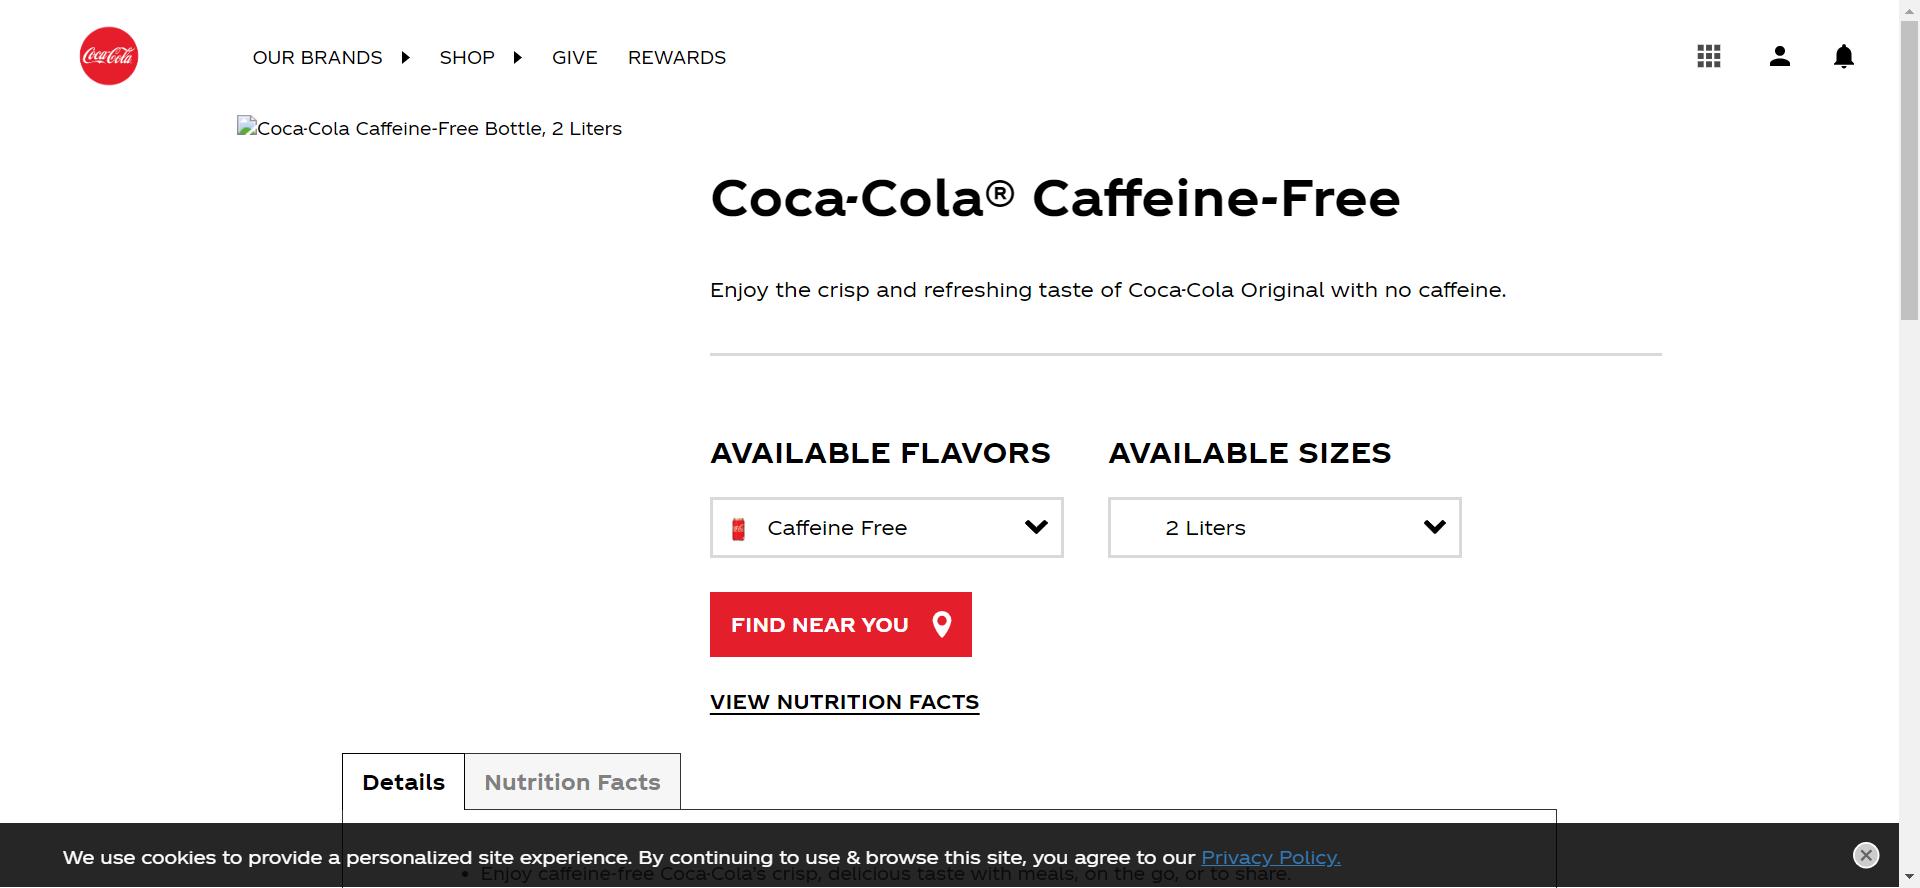 Coca-Cola
OUR BRANDS
SHOP
GIVE
REWARDS
Coca-Cola Caffeine-Free Bottle, 2 Liters
Coca-Cola® Caffeine-Free
Enjoy the crisp and refreshing taste of Coca-Cola Original with no caffeine.
AVAILABLE FLAVORS
AVAILABLE SIZES
Caffeine Free
2 Liters
FIND NEAR YOU
VIEW NUTRITION FACTS
Details
Nutrition Facts
We use cookies to provide a personalized site experience. By continuing to use & browse this site, you agree to our Privacy Policy.
• Enjoy caffeine-free Coca-Cola's crisp, delicious taste with meals, on the go, or to share.